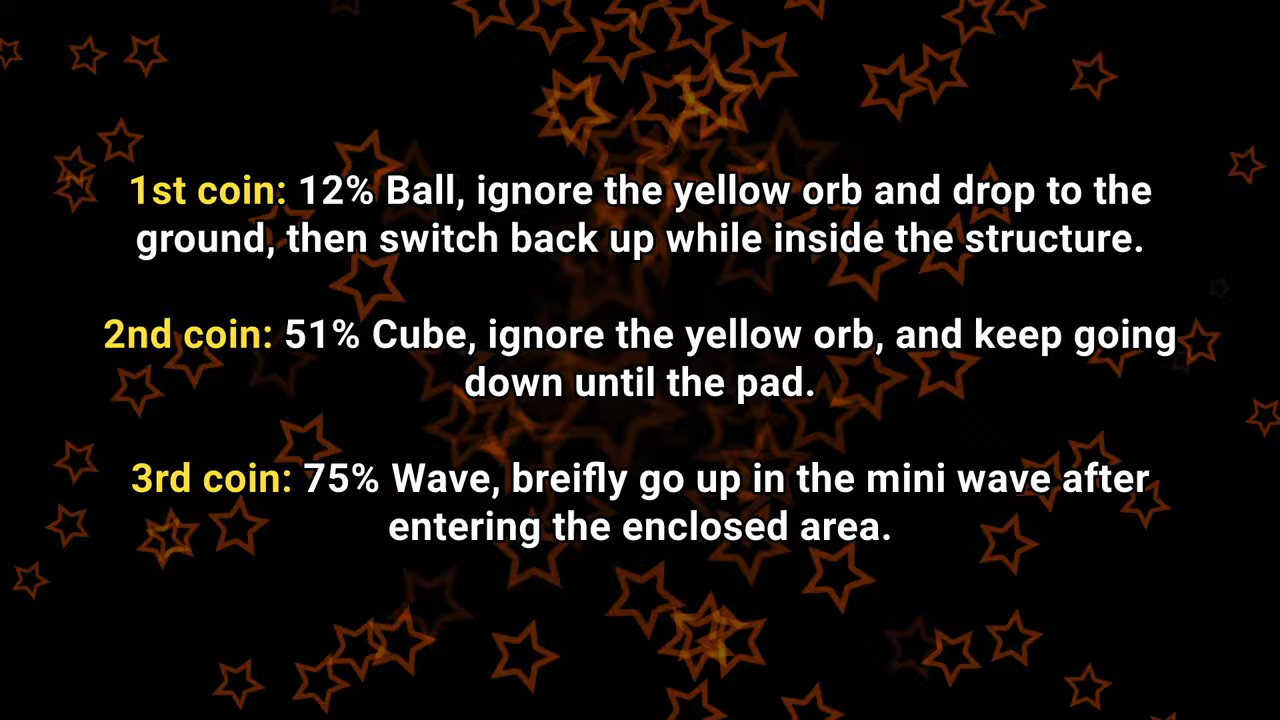 1st coin: 12% Ball, ignore the yellow orb and drop to the
ground, then switch back up while inside the structure.
2nd coin: 51% Cube, ignore the yellow orb, and keep going
down until the pad.
3rd coin: 75% Wave, breifly go up in the mini wave after
entering the enclosed area.